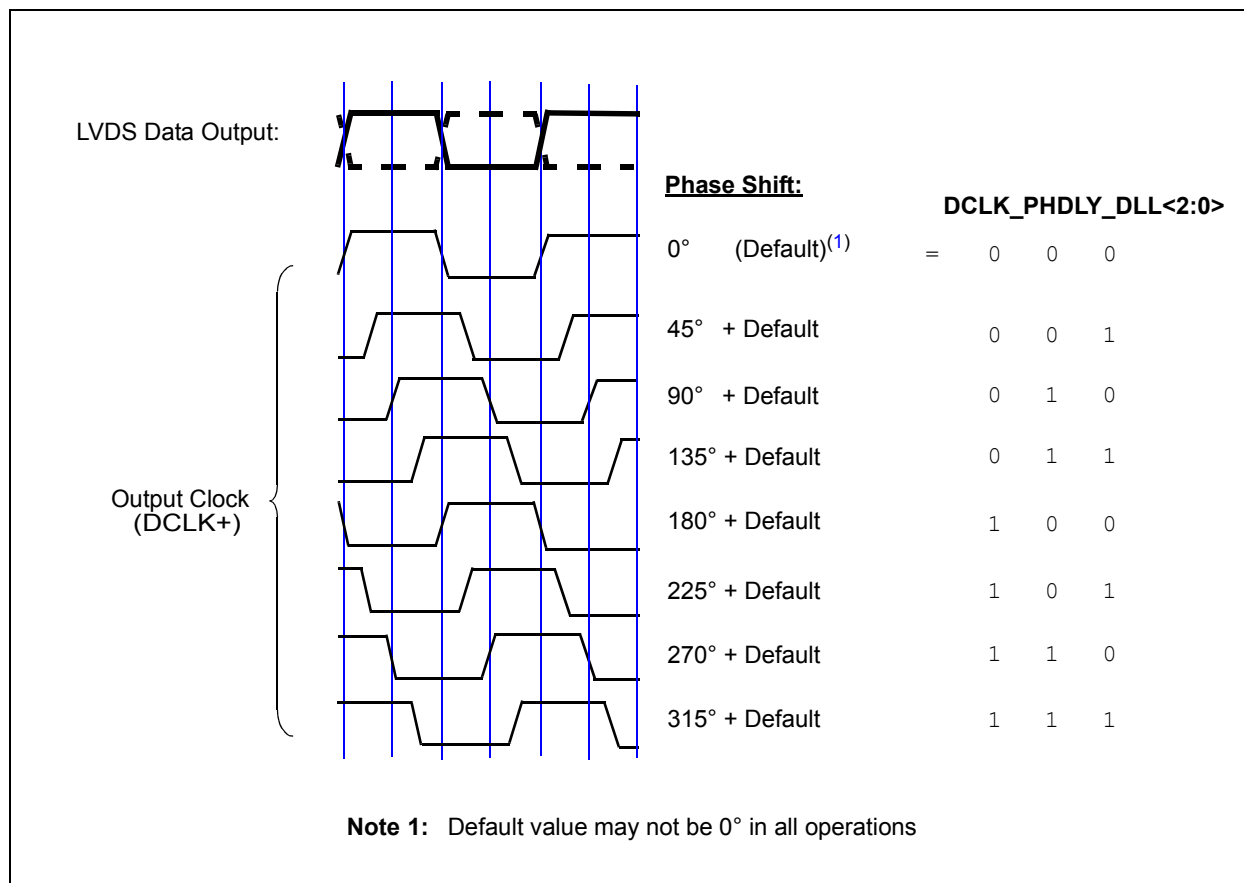 LVDS Data Output:
Phase Shift:
DCLK_PHDLY_DLL<2:0>
0° (Default)(1) = 0 0 0
45° + Default 0 0 1
90° + Default 0 1 0
135° + Default 0 1 1
Output Clock
(DCLK+)
180° + Default 1 0 0
225° + Default 1 0 1
270° + Default 1 1 0
315° + Default 1 1 1
Note 1: Default value may not be 0° in all operations